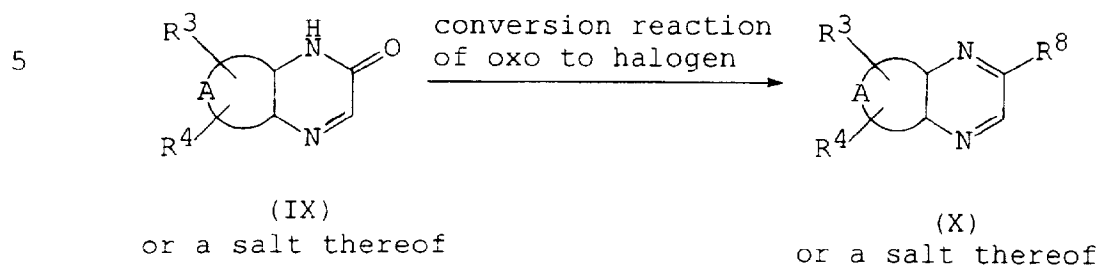 5
R3 H N O conversion reaction of oxo to halogen R3 N R8
A A
R4 N R4 N
(IX) (X)
or a salt thereof or a salt thereof